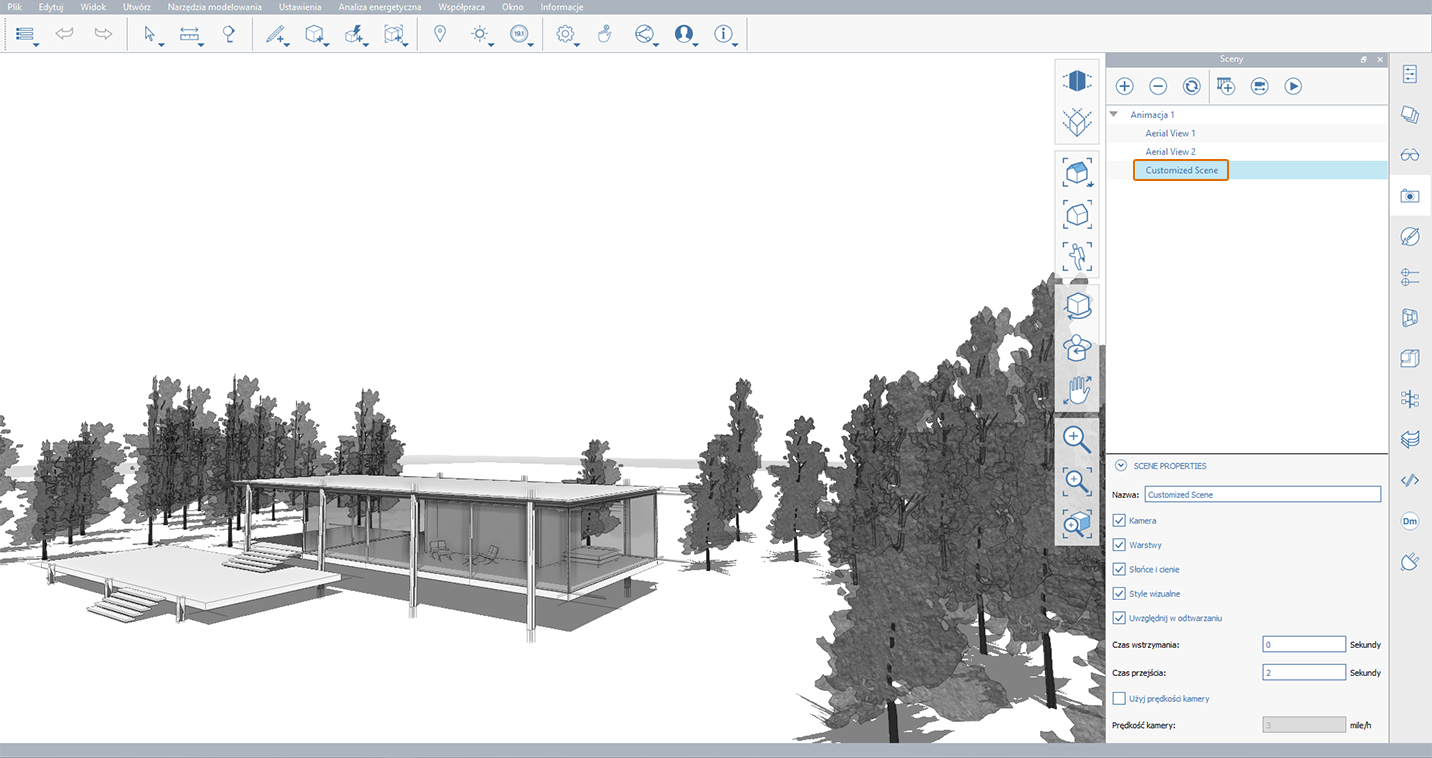 Plik Edytuj Widok Utwórz Narzędzia modelowania Ustawienia Analiza energetyczna Współpraca Okno Informacje
19.1
Sceny
Animacja 1
Aerial View 1
Aerial View 2
Customized Scene
SCENE PROPERTIES
Nazwa: Customized Scene
Kamera
Warstwy
Słońce i cienie
Style wizualne
Uwzględnij w odtwarzaniu
Czas wstrzymania: 0 Sekundy
Czas przejścia: 2 Sekundy
Użyj prędkości kamery
Prędkość kamery: 3 mile/h
Dm